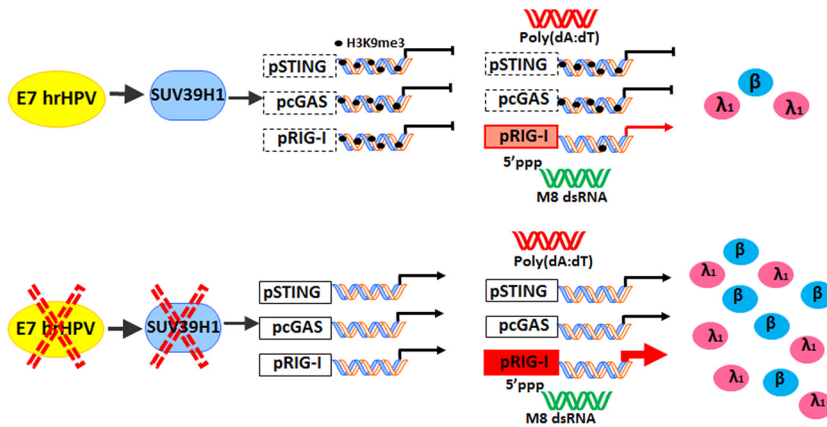 H3K9me3
E7 hrHPV
SUV39H1
pSTING
pcGAS
pRIG-I
Poly(dA:dT)
pSTING
pcGAS
pRIG-I
5'ppp
M8 dsRNA
β
λ1
λ1
E7 hrHPV
SUV39H1
pSTING
pcGAS
pRIG-I
Poly(dA:dT)
pSTING
pcGAS
pRIG-I
5'ppp
M8 dsRNA
β
λ1
λ1
β
β
β
λ1
λ1
λ1
β
λ1